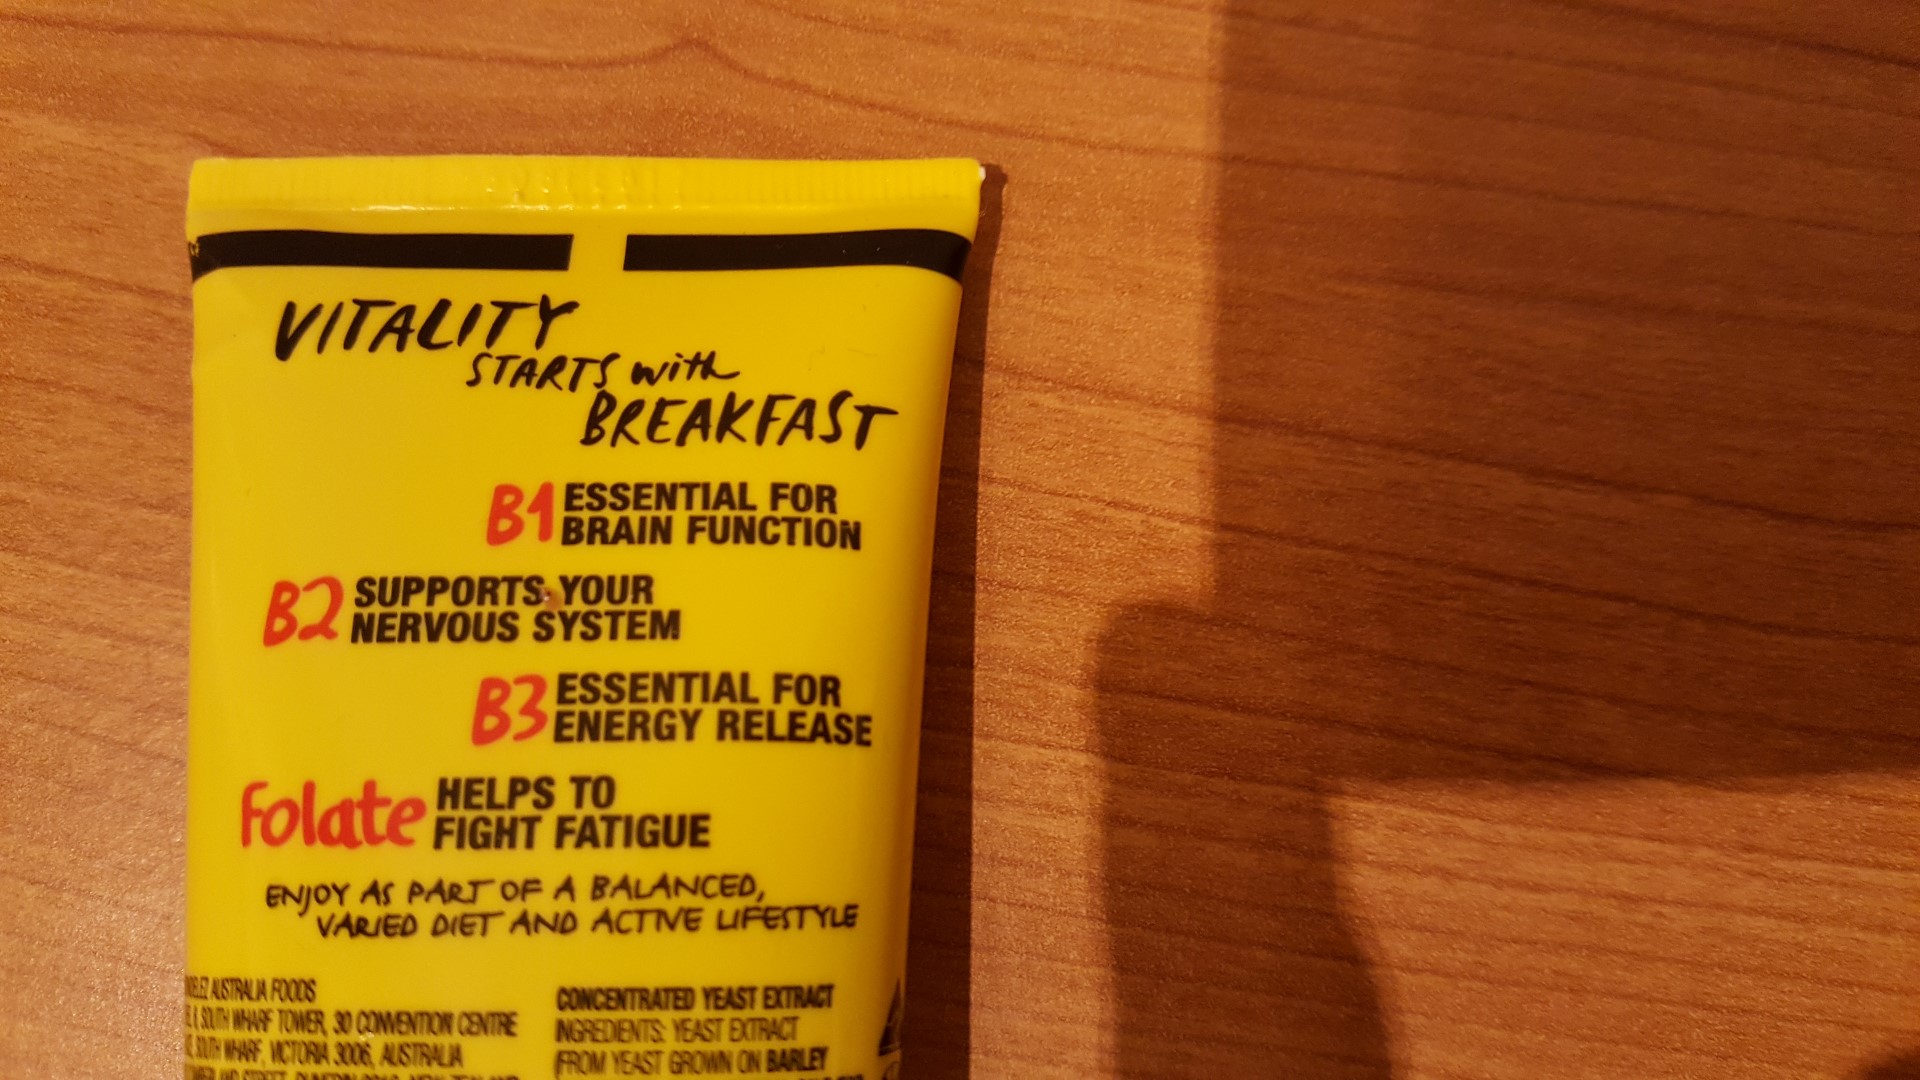 VITALITY
STARTS with
BREAKFAST
B1 ESSENTIAL FOR
BRAIN FUNCTION
B2 SUPPORTS YOUR
NERVOUS SYSTEM
B3 ESSENTIAL FOR
ENERGY RELEASE
Folate HELPS TO
FIGHT FATIGUE
ENJOY AS PART OF A BALANCED,
VARIED DIET AND ACTIVE LIFESTYLE
AUSTRALIA FOODS
SOUTH WHARF TOWER, 30 CONVENTION CENTRE
SOUTH WHARF, VICTORIA 3006, AUSTRALIA
CONCENTRATED YEAST EXTRACT
INGREDIENTS: YEAST EXTRACT
FROM YEAST GROWN ON BARLEY